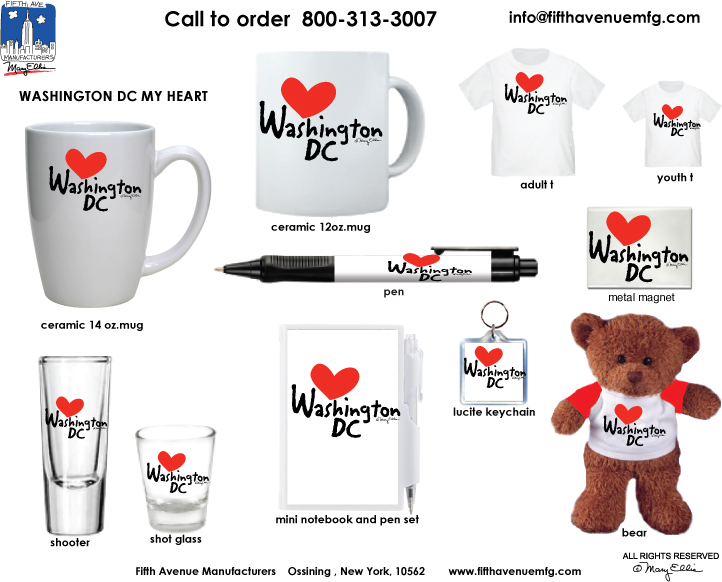 FIFTH AVE
MANUFACTURERS
Mary Ellis
Call to order 800-313-3007
info@fifthavenuemfg.com
WASHINGTON DC MY HEART
Washington
DC
ceramic 14 oz.mug
Washington
DC
ceramic 12oz.mug
Washington
DC
adult t
Washington
DC
youth t
Washington
DC
pen
Washington
DC
metal magnet
Washington
DC
shooter
Washington
DC
shot glass
Washington
DC
mini notebook and pen set
Washington
DC
lucite keychain
Washington
DC
bear
ALL RIGHTS RESERVED
©Mary Ellis
Fifth Avenue Manufacturers Ossining , New York, 10562 www.fifthavenuemfg.com